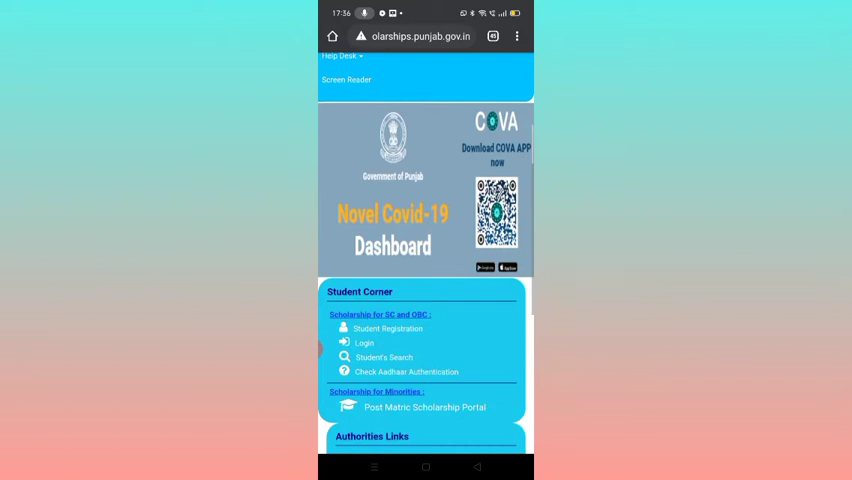 17:36
45
olarships.punjab.gov.in
Help Desk
Screen Reader
COVA
Download COVA APP
now
Government of Punjab
Novel Covid-19
Dashboard
Student Corner
Scholarship for SC and OBC :
Student Registration
Login
Student's Search
Check Aadhaar Authentication
Scholarship for Minorities :
Post Matric Scholarship Portal
Authorities Links